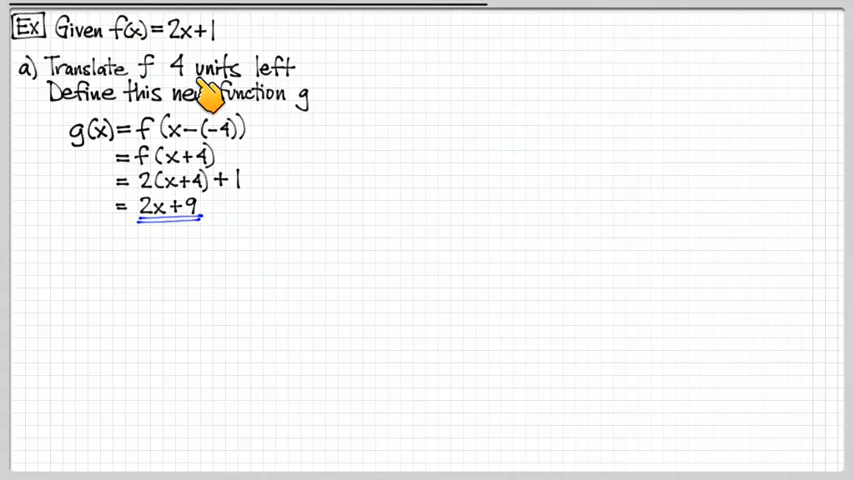 Ex Given f(x)=2x+1
a) Translate f 4 units left
Define this new function g
g(x)=f(x-(-4))
=f(x+4)
= 2(x+4)+1
= 2x+9